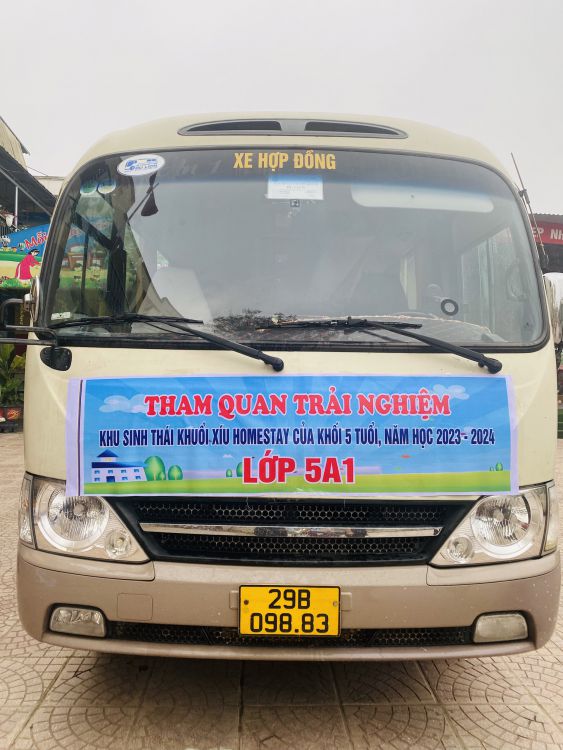 XE HỢP ĐỒNG
THAM QUAN TRẢI NGHIỆM
KHU SINH THÁI KHUỔI XÍU HOMESTAY CỦA KHỐI 5 TUỔI, NĂM HỌC 2023 - 2024
LỚP 5A1
29B
098.83